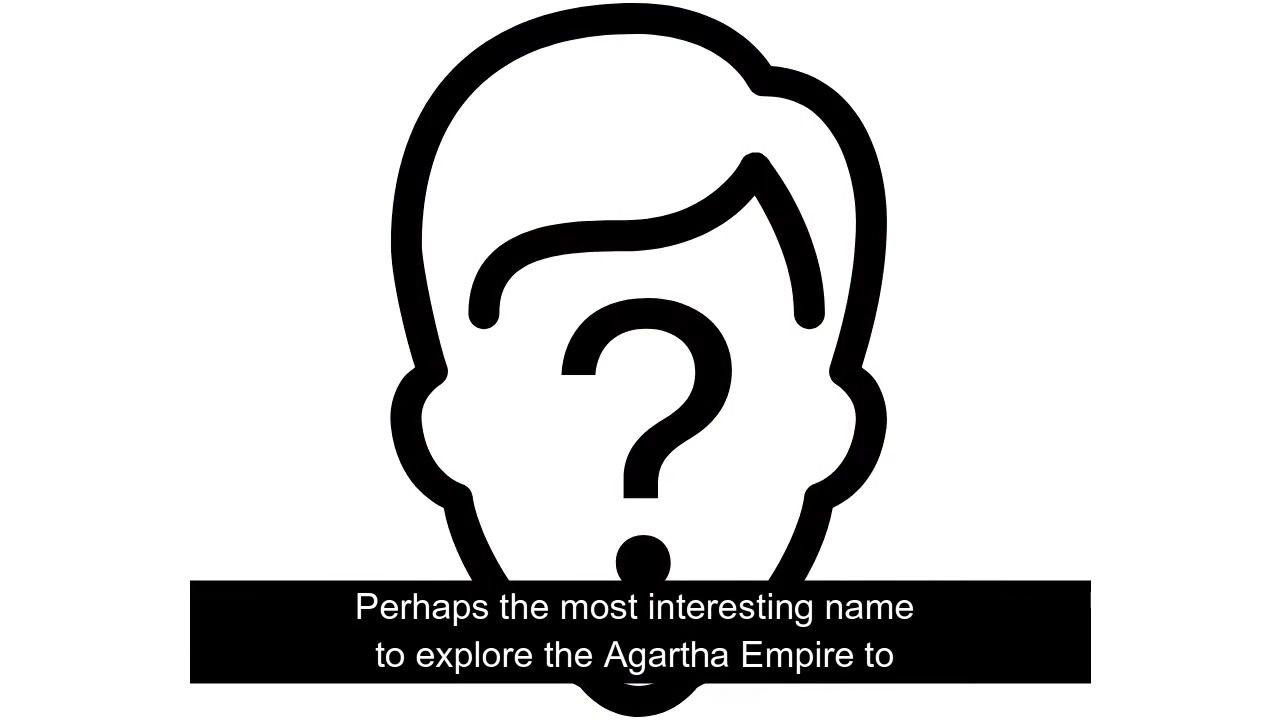 ?
Perhaps the most interesting name
to explore the Agartha Empire to